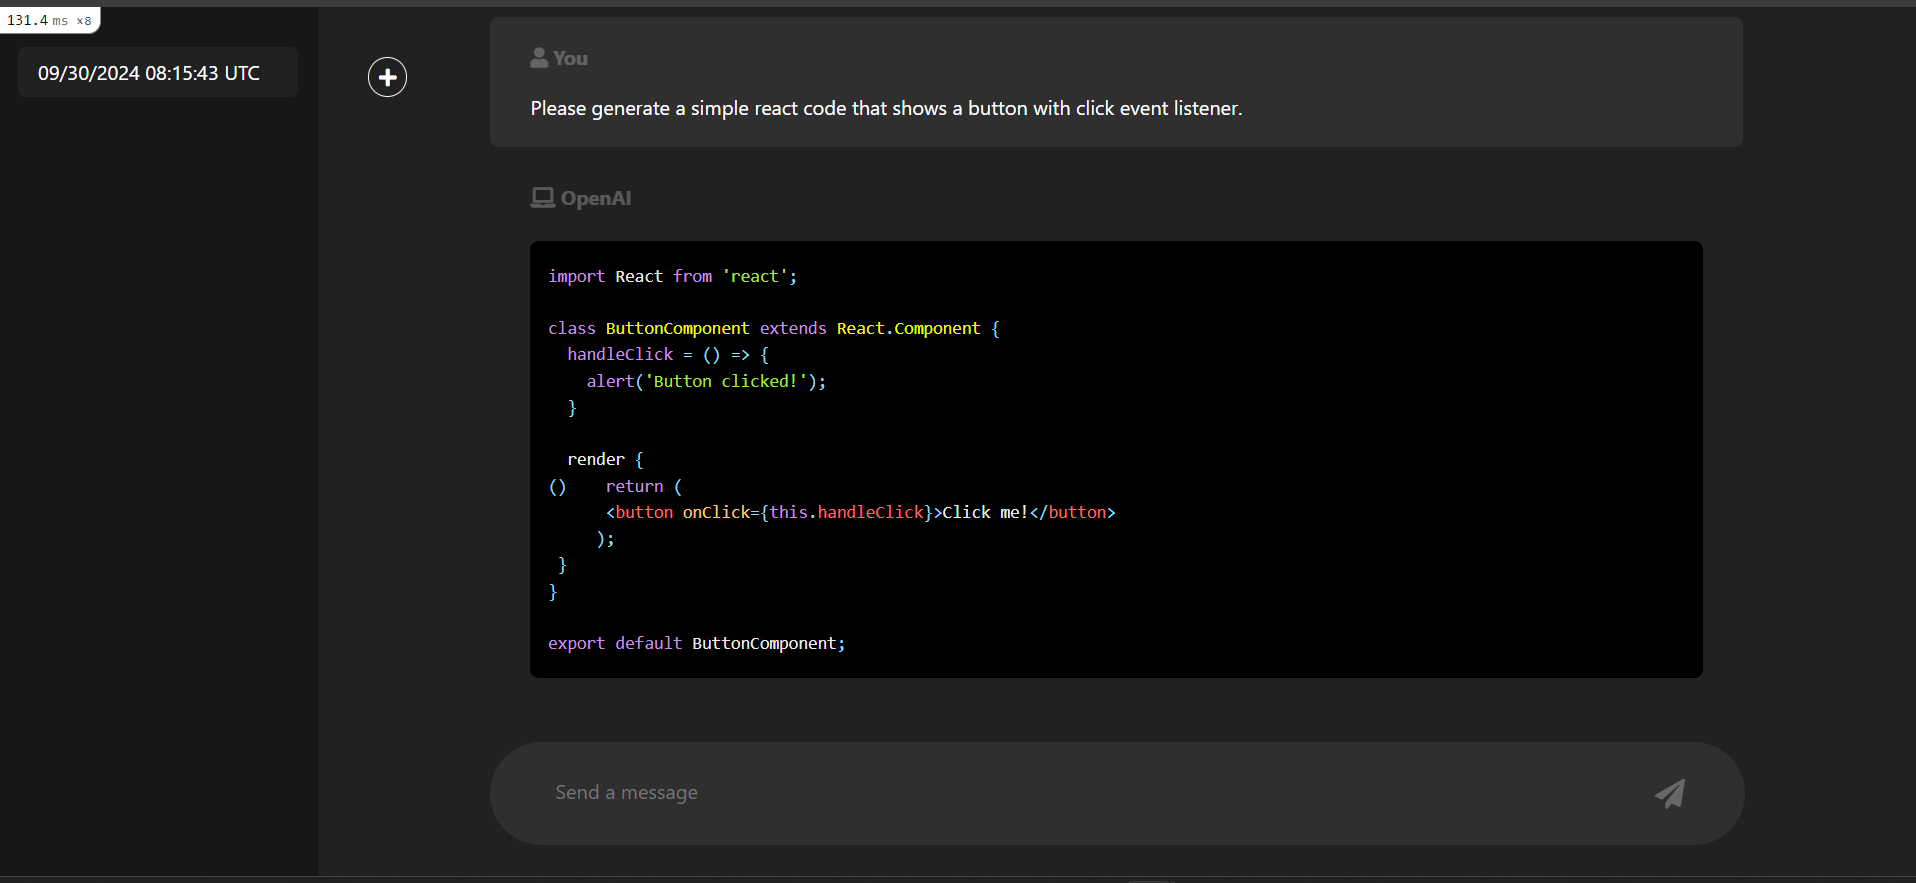 131.4 ms ×8
09/30/2024 08:15:43 UTC
You
Please generate a simple react code that shows a button with click event listener.
OpenAI
import React from 'react';
class ButtonComponent extends React.Component {
  handleClick = () => {
    alert('Button clicked!');
  }
  render {
()    return (
      <button onClick={this.handleClick}>Click me!</button>
     );
 }
}
export default ButtonComponent;
Send a message